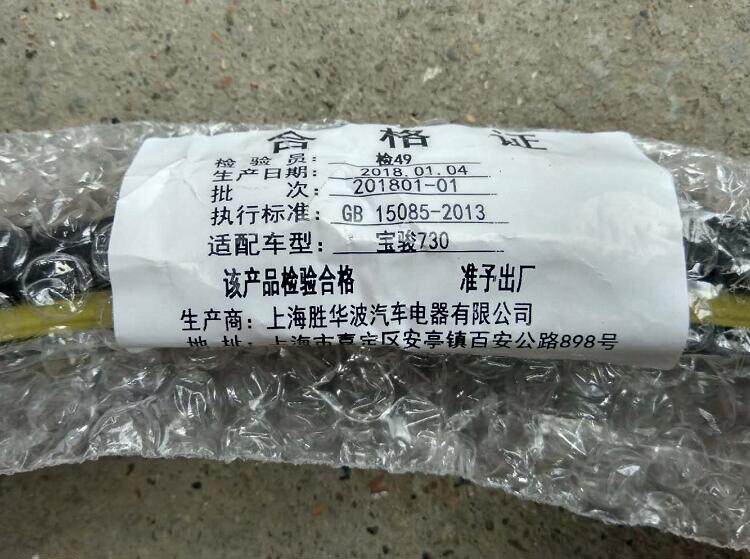 合格证
检验员: 检49
生产日期: 2018.01.04
批次: 201801-01
执行标准: GB 15085-2013
适配车型: 宝骏730
该产品检验合格 准予出厂
生产商: 上海胜华波汽车电器有限公司
地址: 上海市嘉定区安亭镇百安公路898号